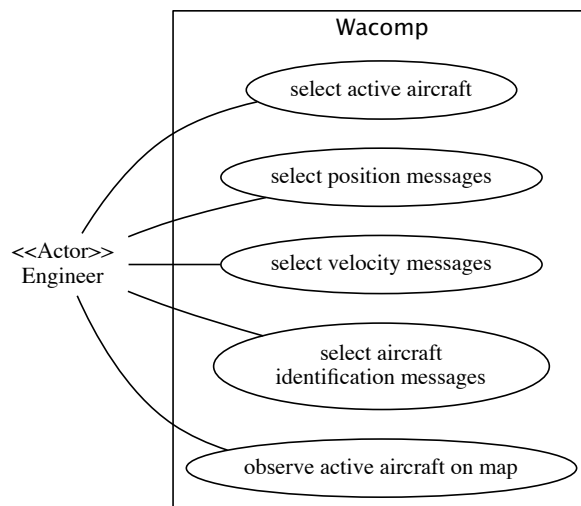 Wacomp
select active aircraft
select position messages
<<Actor>>
Engineer
select velocity messages
select aircraft
identification messages
observe active aircraft on map